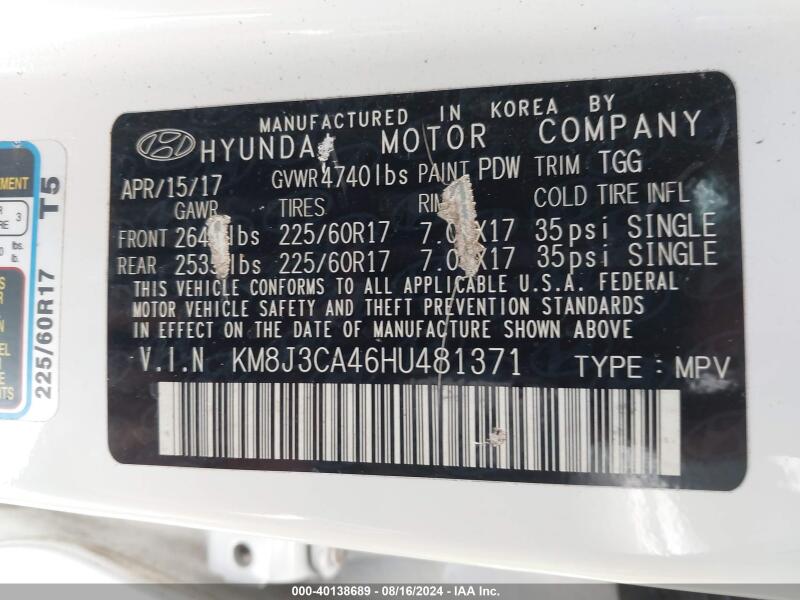 MANUFACTURED IN KOREA BY
HYUNDAI MOTOR COMPANY
APR/15/17 GVWR 4740lbs PAINT PDW TRIM TGG
GAWR TIRES COLD TIRE INFL
FRONT lbs 225/60R17 35psi SINGLE
REAR lbs 225/60R17 35psi SINGLE
THIS VEHICLE CONFORMS TO ALL APPLICABLE U.S.A. FEDERAL
MOTOR VEHICLE SAFETY AND THEFT PREVENTION STANDARDS
IN EFFECT ON THE DATE OF MANUFACTURE SHOWN ABOVE
V.I.N KM8J3CA46HU481371 TYPE : MPV
225/60R17 T5
3
lbs.
000-40138689 - 08/16/2024 - IAA Inc.